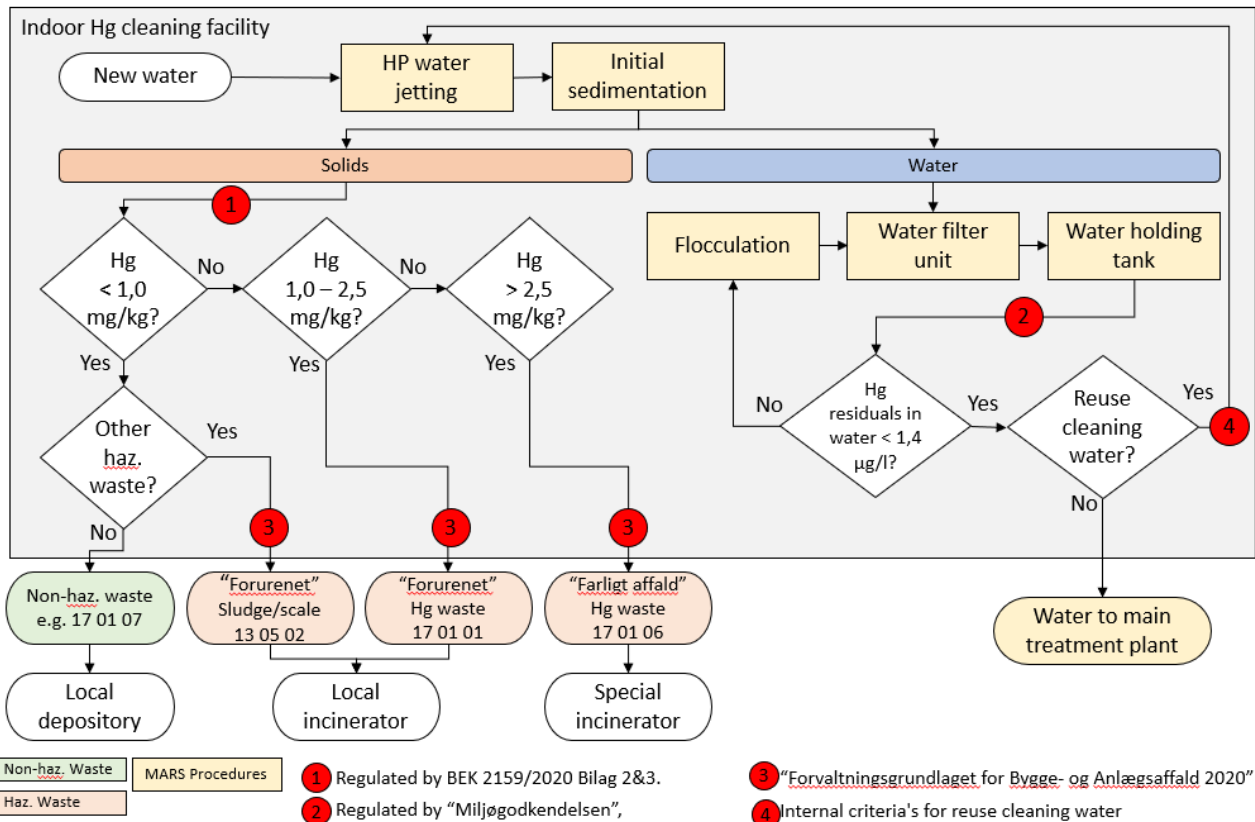 Indoor Hg cleaning facility
New water
HP water
jetting
Initial
sedimentation
Solids
Water
1
Hg
< 1,0
mg/kg?
No
Hg
1,0 – 2,5
mg/kg?
No
Hg
> 2,5
mg/kg?
Flocculation
Water filter
unit
Water holding
tank
2
Yes
Yes
Yes
Other
haz.
waste?
Yes
No
Hg
residuals in
water < 1,4
µg/l?
No
Yes
Reuse
cleaning
water?
Yes
4
No
3
3
3
Non-haz. waste
e.g. 17 01 07
"Forurenet"
Sludge/scale
13 05 02
"Forurenet"
Hg waste
17 01 01
"Farligt affald"
Hg waste
17 01 06
Water to main
treatment plant
Local
depository
Local
incinerator
Special
incinerator
Non-haz. Waste
Haz. Waste
MARS Procedures
1 Regulated by BEK 2159/2020 Bilag 2&3.
2 Regulated by "Miljøgodkendelsen",
3 "Forvaltningsgrundlaget for Bygge- og Anlægsaffald 2020"
4 Internal criteria's for reuse cleaning water